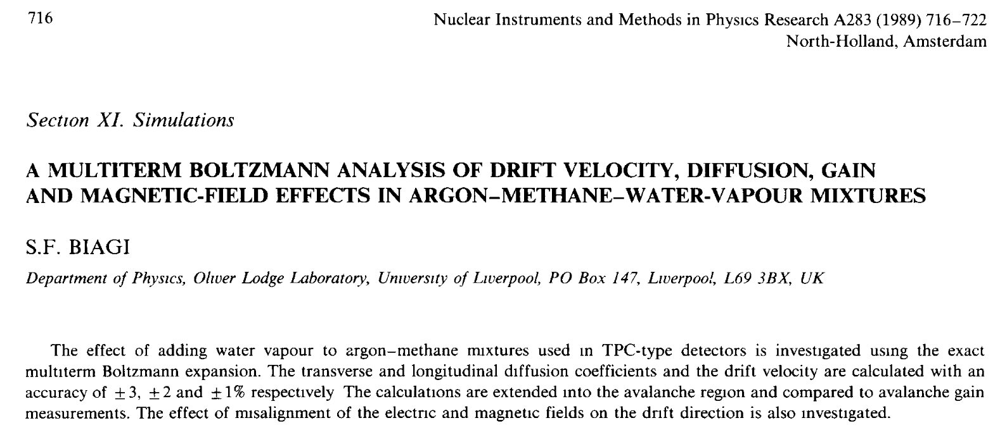 716
Nuclear Instruments and Methods in Physics Research A283 (1989) 716–722
North-Holland, Amsterdam
Section XI. Simulations
A MULTITERM BOLTZMANN ANALYSIS OF DRIFT VELOCITY, DIFFUSION, GAIN
AND MAGNETIC-FIELD EFFECTS IN ARGON–METHANE–WATER-VAPOUR MIXTURES
S.F. BIAGI
Department of Physics, Oliver Lodge Laboratory, University of Liverpool, PO Box 147, Liverpool, L69 3BX, UK
The effect of adding water vapour to argon–methane mixtures used in TPC-type detectors is investigated using the exact
multiterm Boltzmann expansion. The transverse and longitudinal diffusion coefficients and the drift velocity are calculated with an
accuracy of ±3, ±2 and ±1% respectively The calculations are extended into the avalanche region and compared to avalanche gain
measurements. The effect of misalignment of the electric and magnetic fields on the drift direction is also investigated.